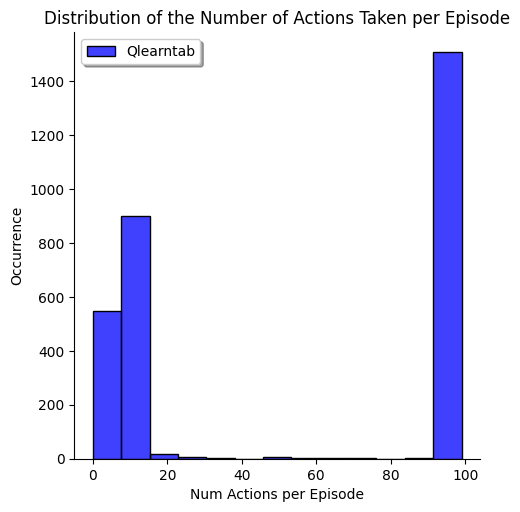 Distribution of the Number of Actions Taken per Episode
Qlearntab
1400
1200
1000
800
600
400
200
0
Occurrence
0 20 40 60 80 100
Num Actions per Episode